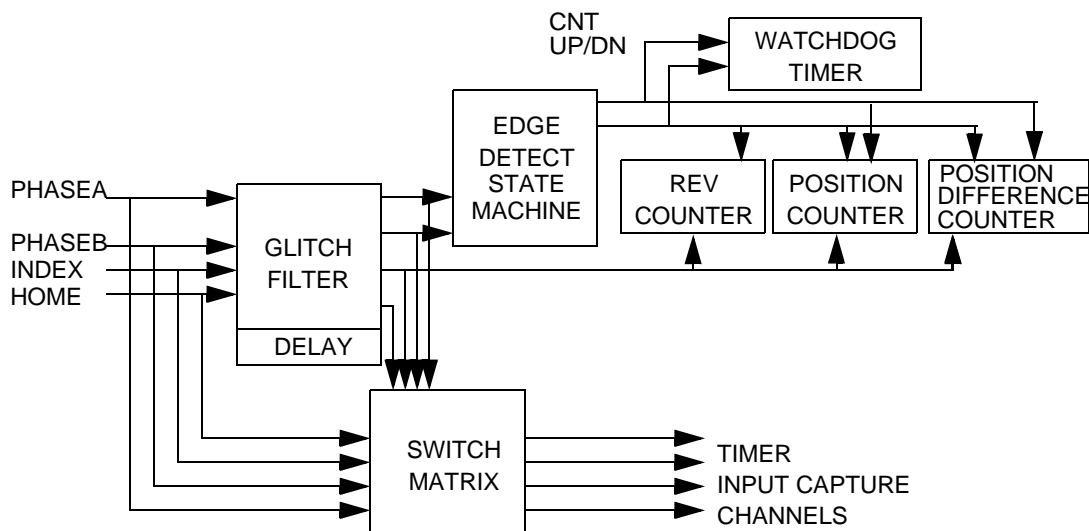 CNT
UP/DN
WATCHDOG
TIMER
EDGE
DETECT
STATE
MACHINE
REV
COUNTER
POSITION
COUNTER
POSITION
DIFFERENCE
COUNTER
PHASEA
PHASEB
INDEX
HOME
GLITCH
FILTER
DELAY
SWITCH
MATRIX
TIMER
INPUT CAPTURE
CHANNELS